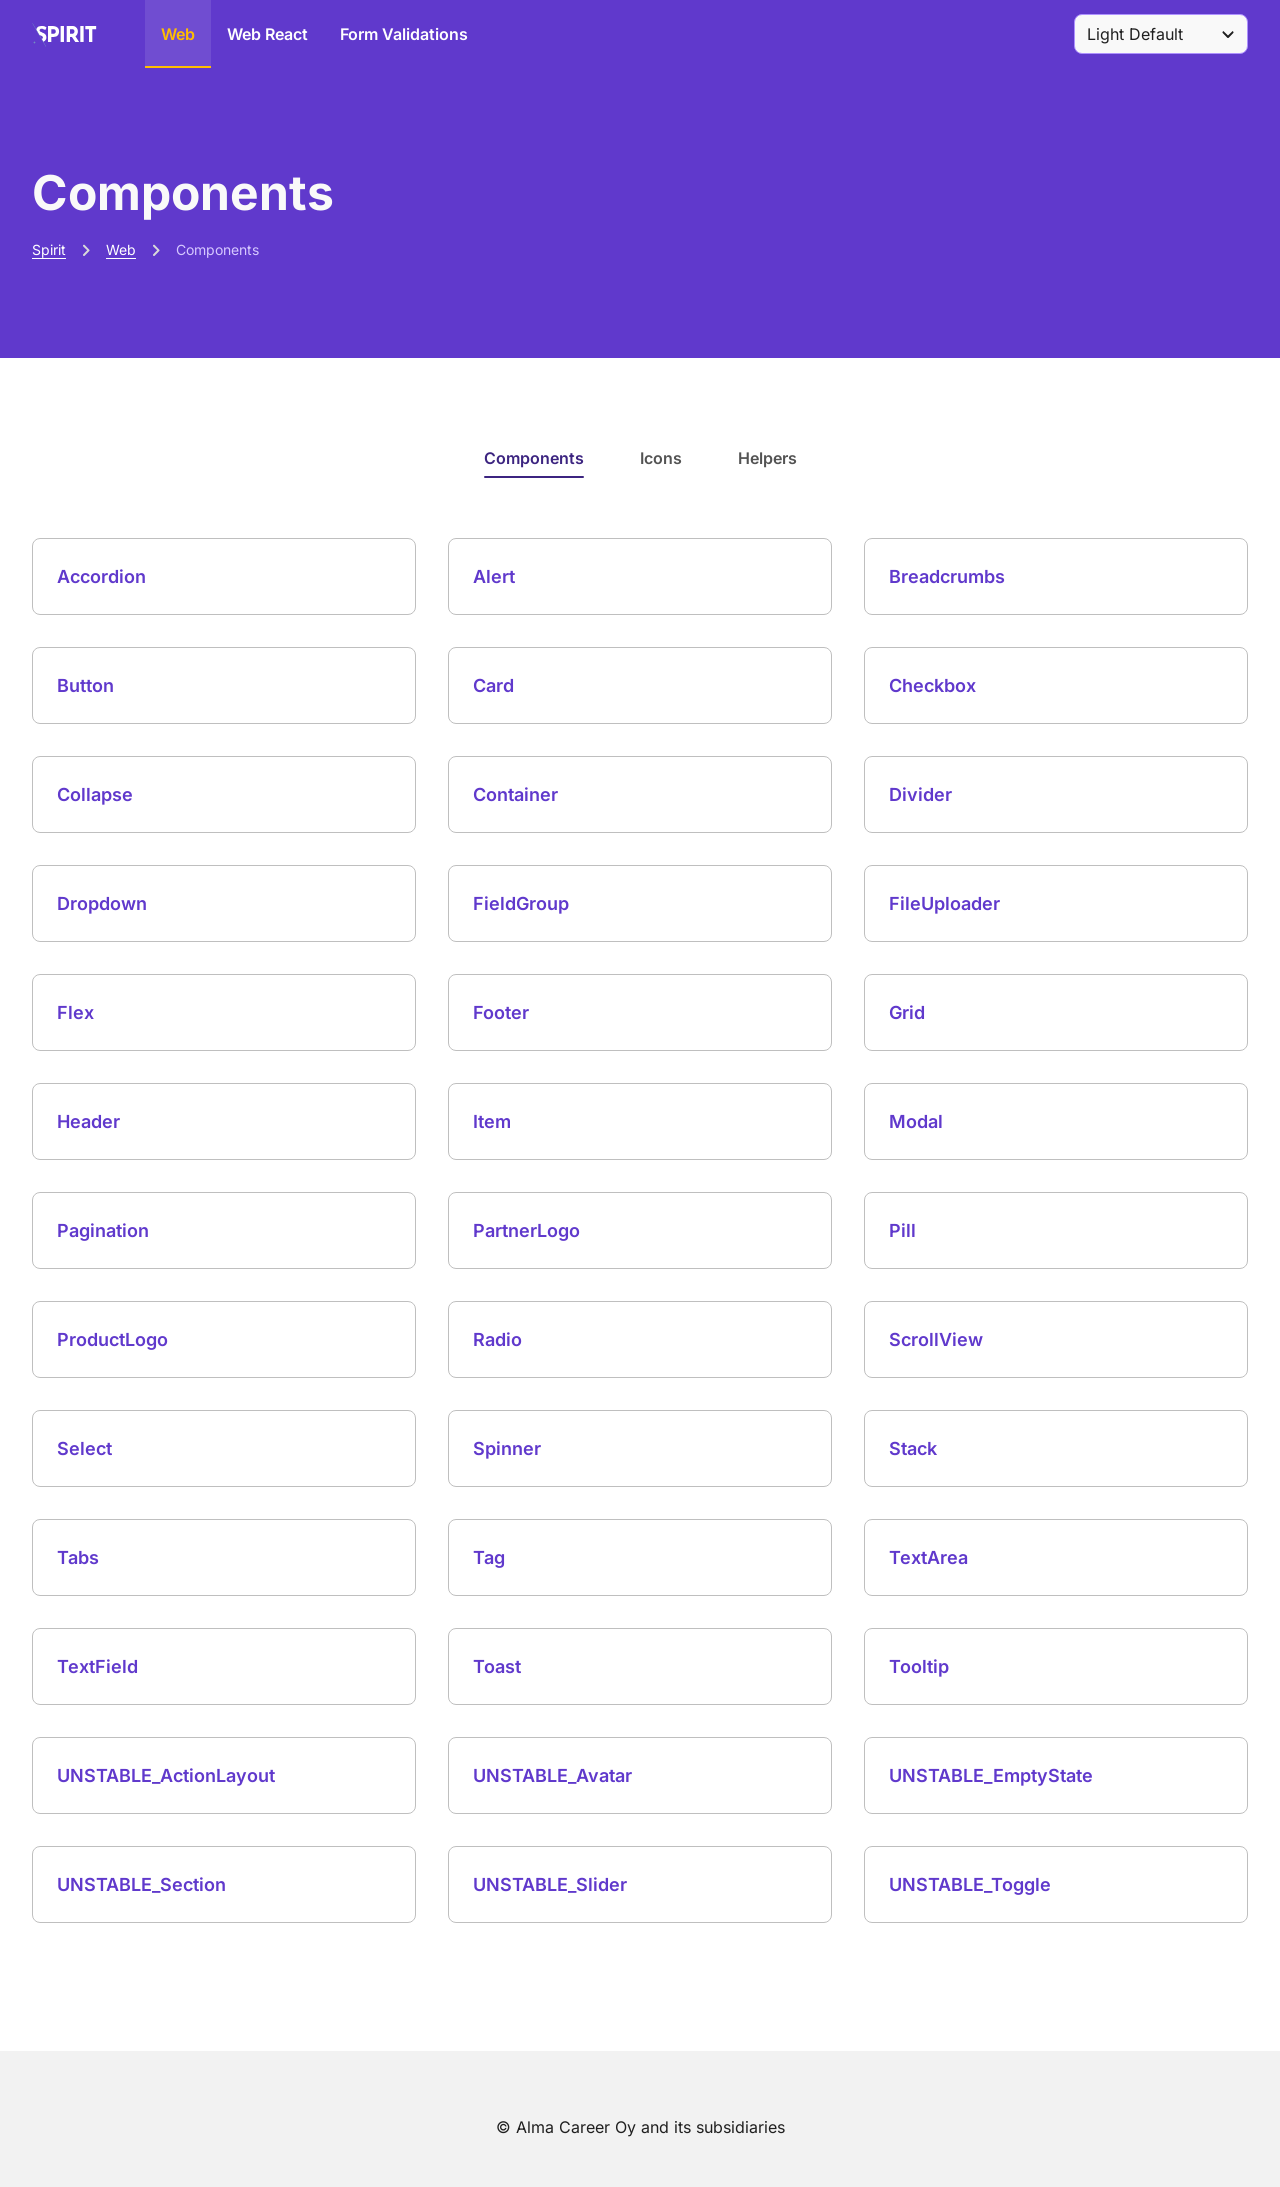 SPIRIT
Web
Web React
Form Validations
Light Default
Components
Spirit
Web
Components
Components
Icons
Helpers
Accordion
Alert
Breadcrumbs
Button
Card
Checkbox
Collapse
Container
Divider
Dropdown
FieldGroup
FileUploader
Flex
Footer
Grid
Header
Item
Modal
Pagination
PartnerLogo
Pill
ProductLogo
Radio
ScrollView
Select
Spinner
Stack
Tabs
Tag
TextArea
TextField
Toast
Tooltip
UNSTABLE_ActionLayout
UNSTABLE_Avatar
UNSTABLE_EmptyState
UNSTABLE_Section
UNSTABLE_Slider
UNSTABLE_Toggle
© Alma Career Oy and its subsidiaries